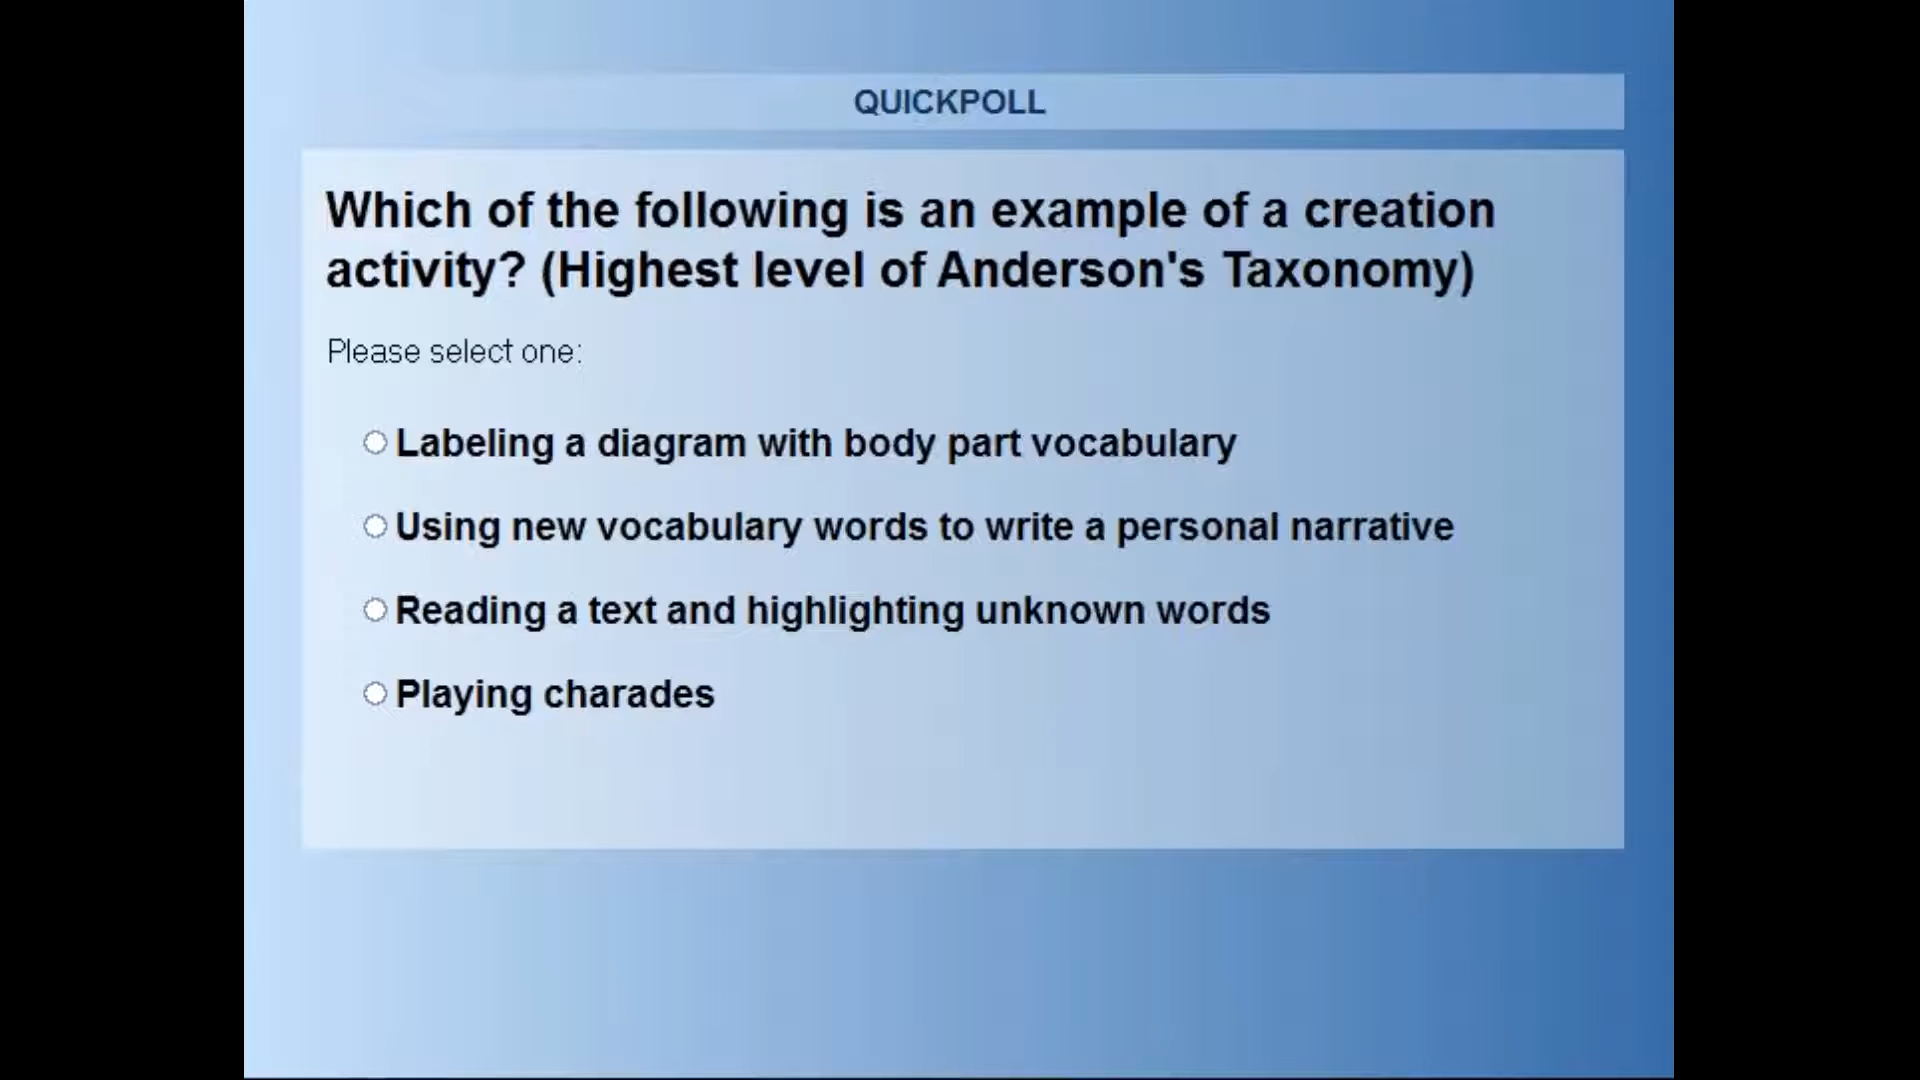 QUICKPOLL
Which of the following is an example of a creation
activity? (Highest level of Anderson's Taxonomy)
Please select one:
Labeling a diagram with body part vocabulary
Using new vocabulary words to write a personal narrative
Reading a text and highlighting unknown words
Playing charades